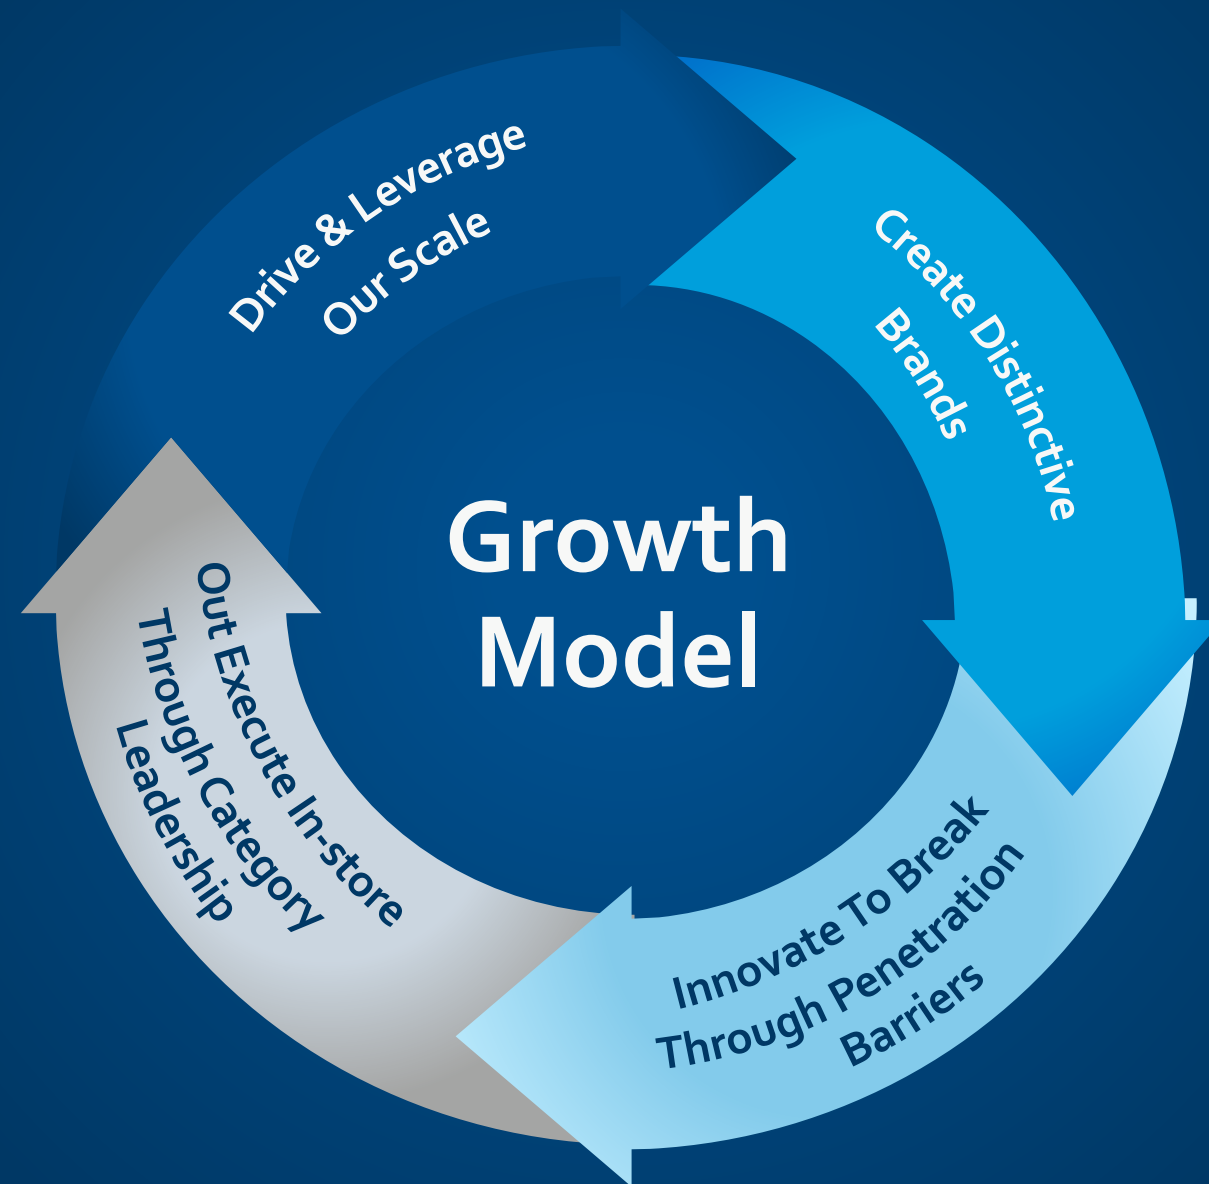 Drive & Leverage
Our Scale
Create Distinctive
Brands
Growth
Model
Innovate To Break
Through Penetration
Barriers
Out Execute In-store
Through Category
Leadership